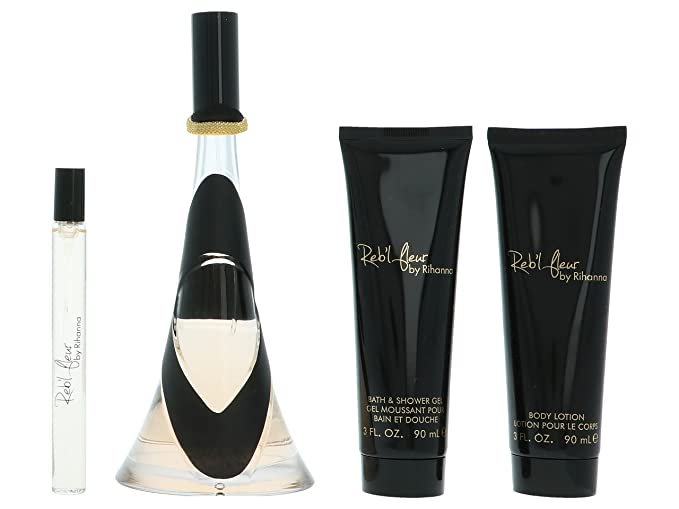 Reb'l fleur
by Rihanna
Reb'l fleur
by Rihanna
BATH & SHOWER GEL
GEL MOUSSANT POUR
BAIN ET DOUCHE
3 FL. OZ. 90 mL e
Reb'l fleur
by Rihanna
BODY LOTION
LOTION POUR LE CORPS
3 FL. OZ. 90 mL e